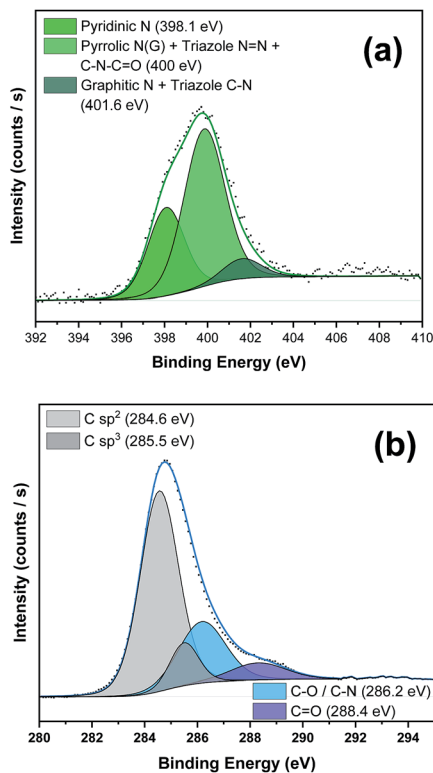 Pyridinic N (398.1 eV)
Pyrrolic N(G) + Triazole N=N +
C-N-C=O (400 eV)
Graphitic N + Triazole C-N
(401.6 eV)
(a)
Intensity (counts / s)
392 394 396 398 400 402 404 406 408 410
Binding Energy (eV)
C sp² (284.6 eV)
C sp³ (285.5 eV)
(b)
Intensity (counts / s)
C-O / C-N (286.2 eV)
C=O (288.4 eV)
280 282 284 286 288 290 292 294
Binding Energy (eV)